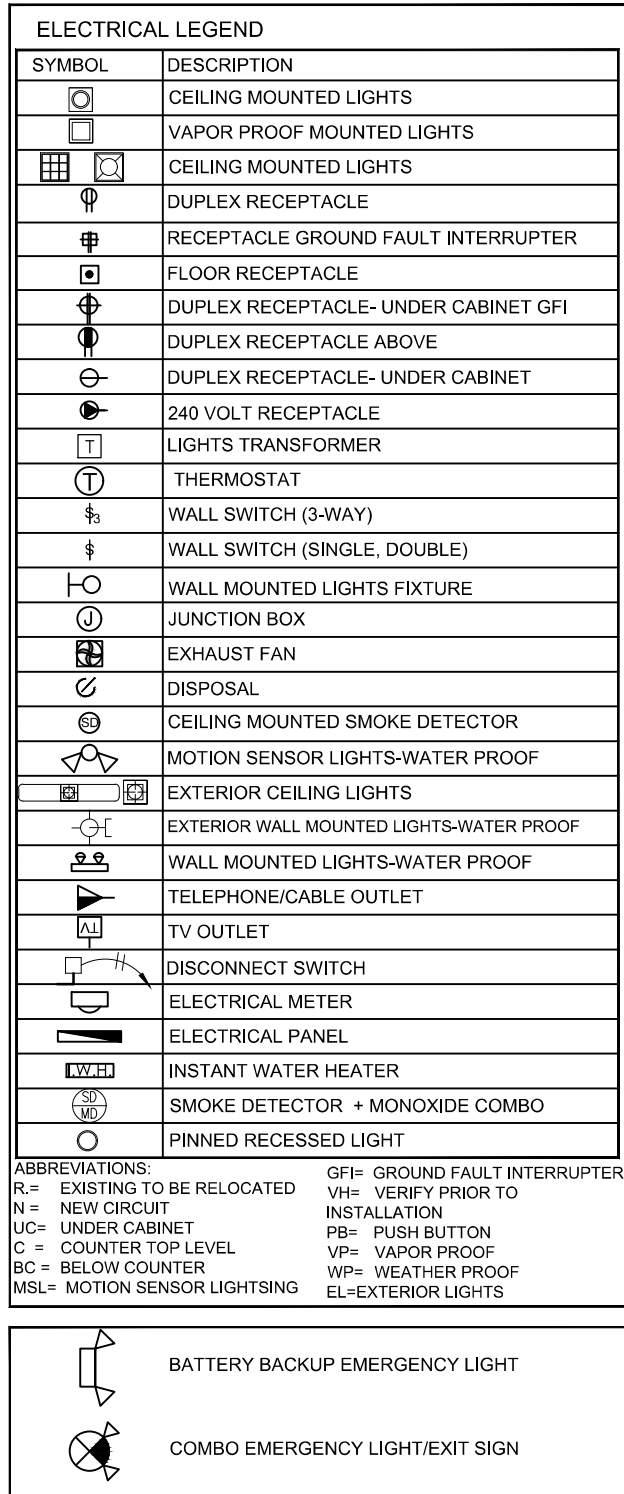 ELECTRICAL LEGEND
SYMBOL DESCRIPTION
CEILING MOUNTED LIGHTS
VAPOR PROOF MOUNTED LIGHTS
CEILING MOUNTED LIGHTS
DUPLEX RECEPTACLE
RECEPTACLE GROUND FAULT INTERRUPTER
FLOOR RECEPTACLE
DUPLEX RECEPTACLE- UNDER CABINET GFI
DUPLEX RECEPTACLE ABOVE
DUPLEX RECEPTACLE- UNDER CABINET
240 VOLT RECEPTACLE
T LIGHTS TRANSFORMER
T THERMOSTAT
$3 WALL SWITCH (3-WAY)
$ WALL SWITCH (SINGLE, DOUBLE)
WALL MOUNTED LIGHTS FIXTURE
J JUNCTION BOX
EXHAUST FAN
DISPOSAL
SD CEILING MOUNTED SMOKE DETECTOR
MOTION SENSOR LIGHTS-WATER PROOF
EXTERIOR CEILING LIGHTS
EXTERIOR WALL MOUNTED LIGHTS-WATER PROOF
WALL MOUNTED LIGHTS-WATER PROOF
TELEPHONE/CABLE OUTLET
TV TV OUTLET
DISCONNECT SWITCH
ELECTRICAL METER
ELECTRICAL PANEL
I.W.H. INSTANT WATER HEATER
SD
MD SMOKE DETECTOR + MONOXIDE COMBO
PINNED RECESSED LIGHT
ABBREVIATIONS:
R.= EXISTING TO BE RELOCATED
N = NEW CIRCUIT
UC= UNDER CABINET
C = COUNTER TOP LEVEL
BC = BELOW COUNTER
MSL= MOTION SENSOR LIGHTSING
GFI= GROUND FAULT INTERRUPTER
VH= VERIFY PRIOR TO
INSTALLATION
PB= PUSH BUTTON
VP= VAPOR PROOF
WP= WEATHER PROOF
EL=EXTERIOR LIGHTS
BATTERY BACKUP EMERGENCY LIGHT
COMBO EMERGENCY LIGHT/EXIT SIGN